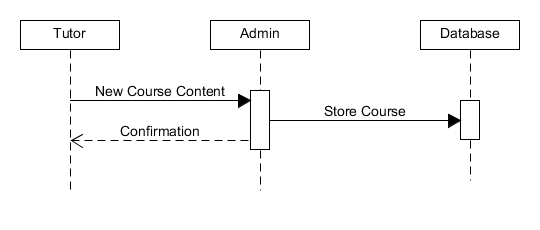 Tutor
Admin
Database
New Course Content
Store Course
Confirmation